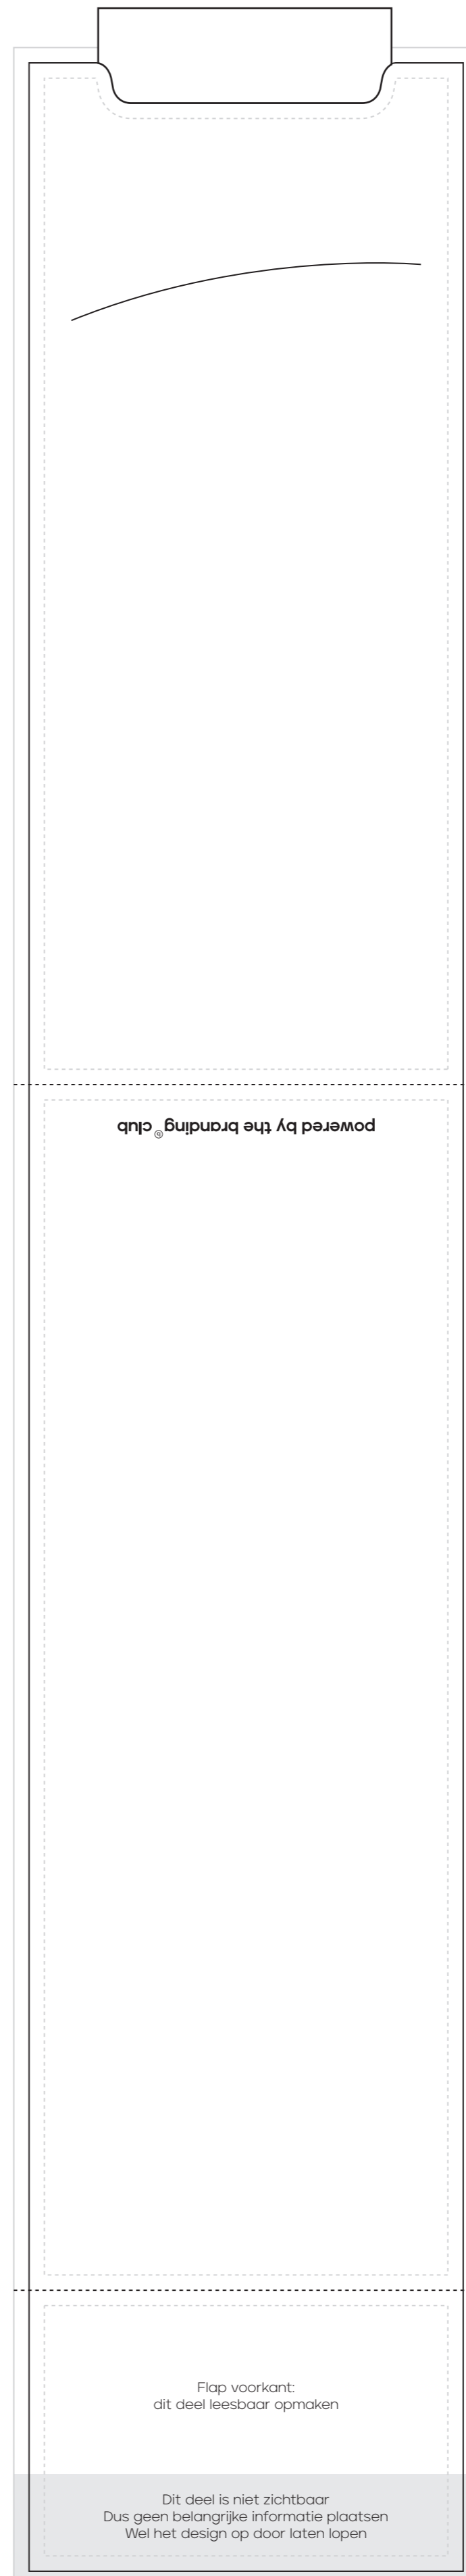 powered by the branding® club
Flap voorkant:
dit deel leesbaar opmaken
Dit deel is niet zichtbaar
Dus geen belangrijke informatie plaatsen
Wel het design op door laten lopen